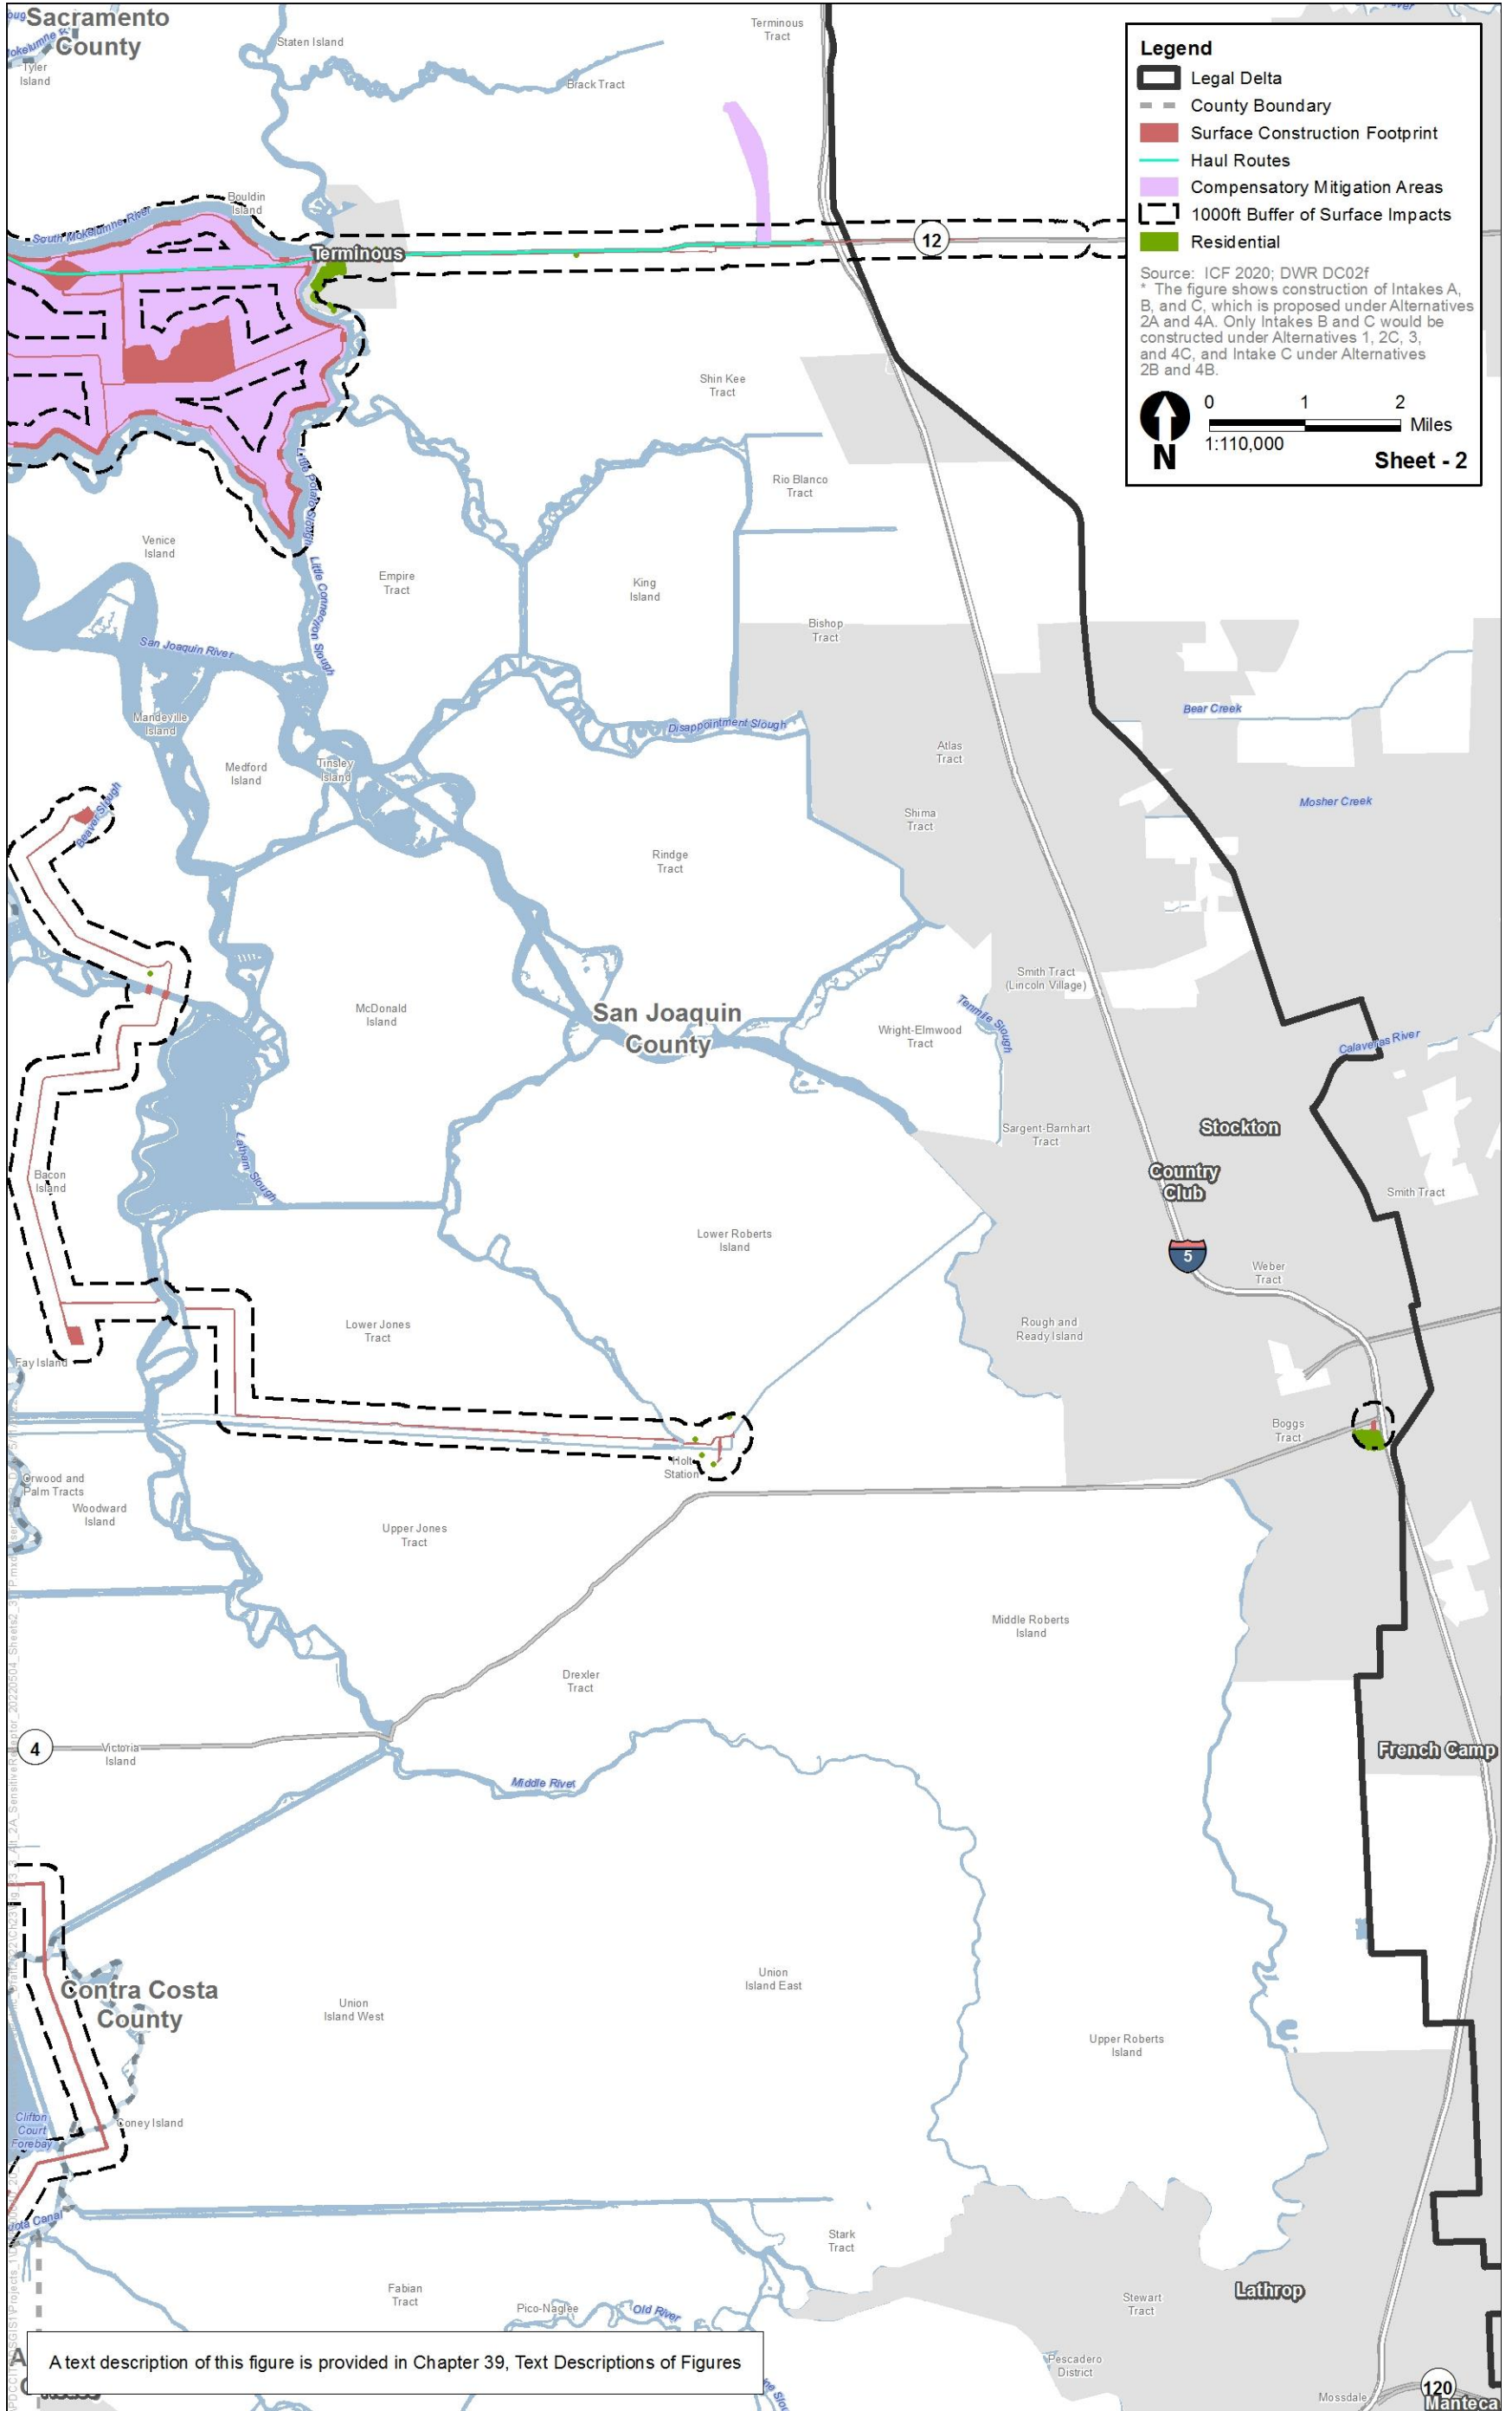 Sacramento
County
Tyler
Island
Staten Island
Terminous
Tract
Brack Tract
Legend
Legal Delta
County Boundary
Surface Construction Footprint
Haul Routes
Compensatory Mitigation Areas
1000ft Buffer of Surface Impacts
Residential
Source: ICF 2020; DWR DC02f
* The figure shows construction of Intakes A,
B, and C, which is proposed under Alternatives
2A and 4A. Only Intakes B and C would be
constructed under Alternatives 1, 2C, 3,
and 4C, and Intake C under Alternatives
2B and 4B.
0 1 2
Miles
1:110,000
N
Sheet - 2
Bouldin
Island
South Mokelumne River
Terminous
12
Shin Kee
Tract
Little Potato Slough
Rio Blanco
Tract
Venice
Island
Empire
Tract
King
Island
Little Connection Slough
Bishop
Tract
San Joaquin River
Mandeville
Island
Disappointment Slough
Bear Creek
Medford
Island
Tinsley
Island
Atlas
Tract
Mosher Creek
Beaver Slough
Shima
Tract
Rindge
Tract
Smith Tract
(Lincoln Village)
McDonald
Island
San Joaquin
County
Wright-Elmwood
Tract
Tenmile Slough
Calaveras River
Sargent-Barnhart
Tract
Stockton
Latham Slough
Bacon
Island
Country
Club
Smith Tract
Lower Roberts
Island
5
Weber
Tract
Lower Jones
Tract
Rough and
Ready Island
Fay Island
Boggs
Tract
Holt
Station
Orwood and
Palm Tracts
Woodward
Island
Upper Jones
Tract
Middle Roberts
Island
Drexler
Tract
4
Victoria
Island
French Camp
Middle River
Contra Costa
County
Union
Island West
Union
Island East
Upper Roberts
Island
Clifton
Court
Forebay
Coney Island
Canal
Stark
Tract
Fabian
Tract
Pico-Naglee
Old River
Stewart
Tract
Lathrop
A text description of this figure is provided in Chapter 39, Text Descriptions of Figures
Pescadero
District
Mossdale
120
Manteca